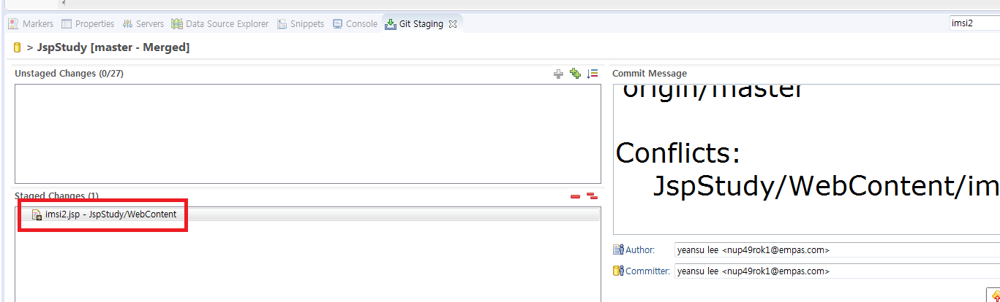 Markers Properties Servers Data Source Explorer Snippets Console Git Staging imsi2
> JspStudy [master - Merged]
Unstaged Changes (0/27)
Commit Message
origin/master
Conflicts:
JspStudy/WebContent/im
Staged Changes (1)
imsi2.jsp - JspStudy/WebContent
Author: yeansu lee <nup49rok1@empas.com>
Committer: yeansu lee <nup49rok1@empas.com>